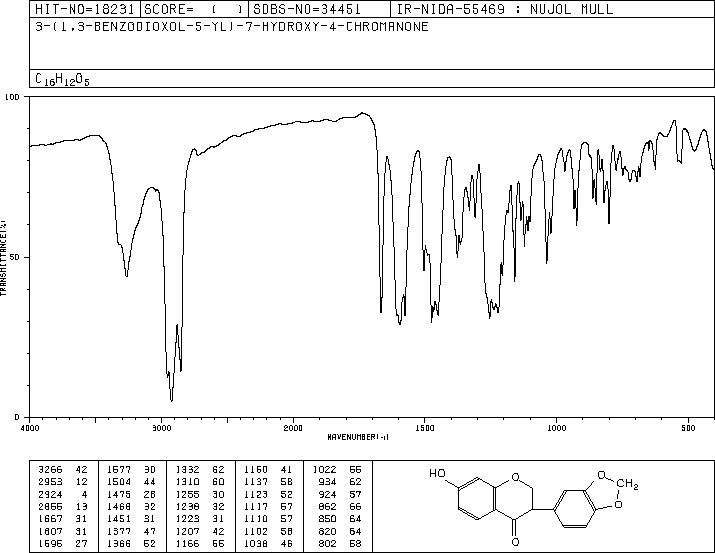 HIT-NO=18231 SCORE= ( ) SDBS-NO=34451 IR-NIDA-55469 : NUJOL MULL
3-(1,3-BENZODIOXOL-5-YL)-7-HYDROXY-4-CHROMANONE
C16H12O5
100
50
0
TRANSMITTANCE(%)
4000 3000 2000 1500 1000 500
WAVENUMBER(-1)
3266 42 1577 30 1332 62 1160 41 1022 55
2953 12 1504 44 1310 60 1137 58 934 62
2924 4 1475 28 1255 30 1123 52 924 57
2855 13 1468 32 1238 32 1117 57 862 66
1667 31 1451 31 1223 31 1110 57 850 64
1607 31 1377 47 1207 42 1102 58 820 64
1595 27 1366 52 1166 66 1038 46 802 58
HO
O
O
O
O
CH2